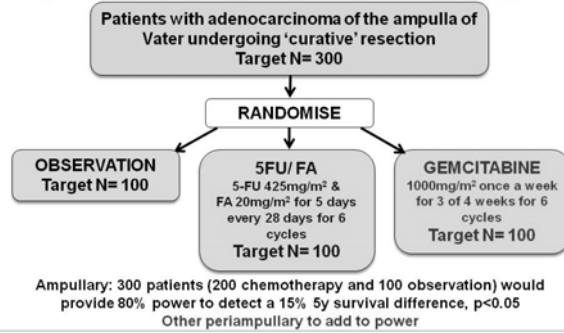 Patients with adenocarcinoma of the ampulla of
Vater undergoing ‘curative’ resection
Target N= 300
RANDOMISE
OBSERVATION
Target N= 100
5FU/ FA
5-FU 425mg/m² &
FA 20mg/m² for 5 days
every 28 days for 6
cycles
Target N= 100
GEMCITABINE
1000mg/m² once a week
for 3 of 4 weeks for 6
cycles
Target N= 100
Ampullary: 300 patients (200 chemotherapy and 100 observation) would
provide 80% power to detect a 15% 5y survival difference, p<0.05
Other periampullary to add to power